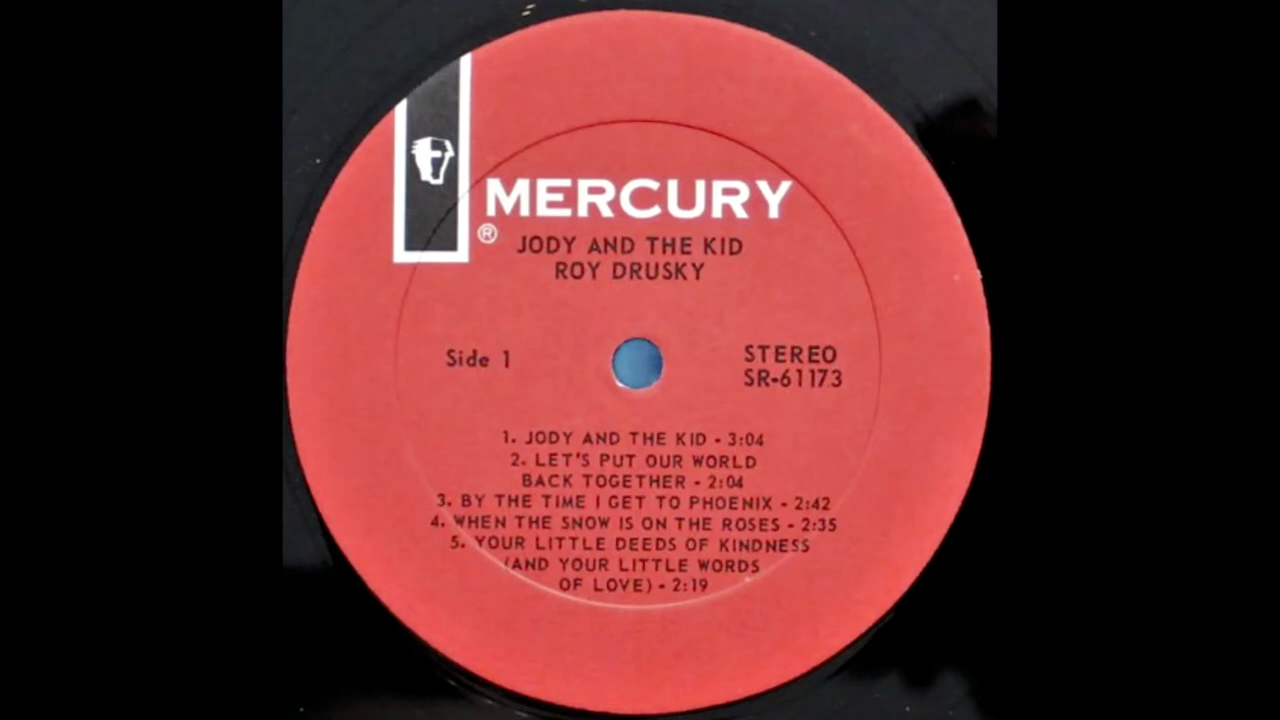 MERCURY
®
JODY AND THE KID
ROY DRUSKY
Side 1
STEREO
SR-61173
1. JODY AND THE KID - 3:04
2. LET'S PUT OUR WORLD
BACK TOGETHER - 2:04
3. BY THE TIME I GET TO PHOENIX - 2:42
4. WHEN THE SNOW IS ON THE ROSES - 2:35
5. YOUR LITTLE DEEDS OF KINDNESS
(AND YOUR LITTLE WORDS
OF LOVE) - 2:19